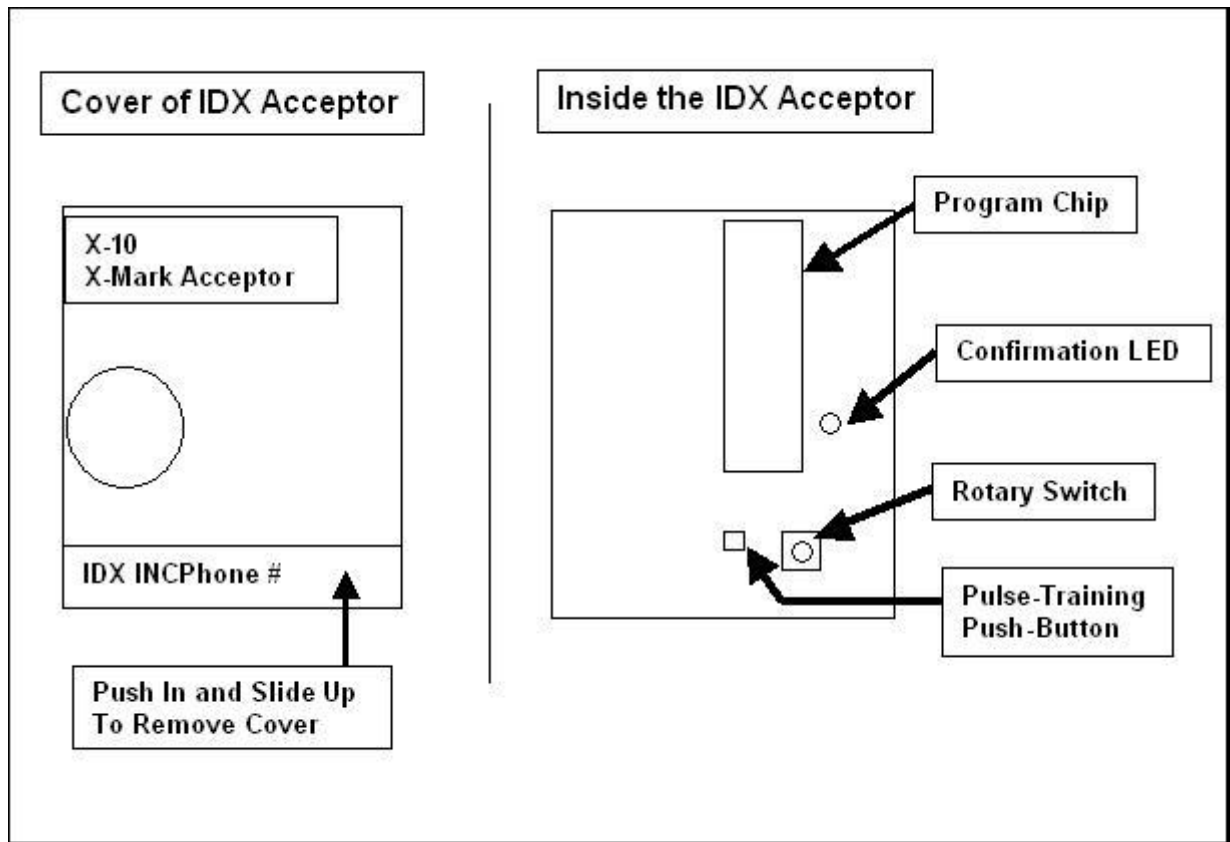 Cover of IDX Acceptor
X-10
X-Mark Acceptor
IDX INCPhone #
Push In and Slide Up
To Remove Cover
Inside the IDX Acceptor
Program Chip
Confirmation LED
Rotary Switch
Pulse-Training
Push-Button